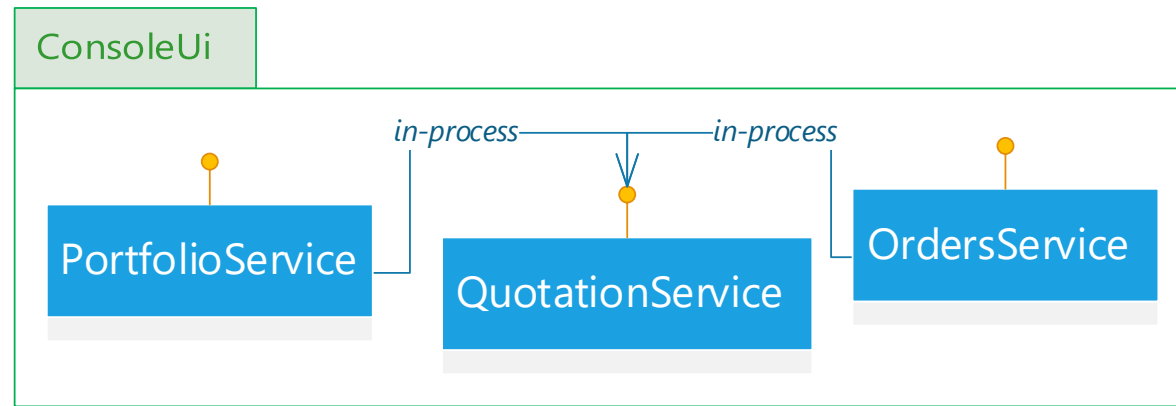 ConsoleUi
in-process
in-process
PortfolioService
QuotationService
OrdersService